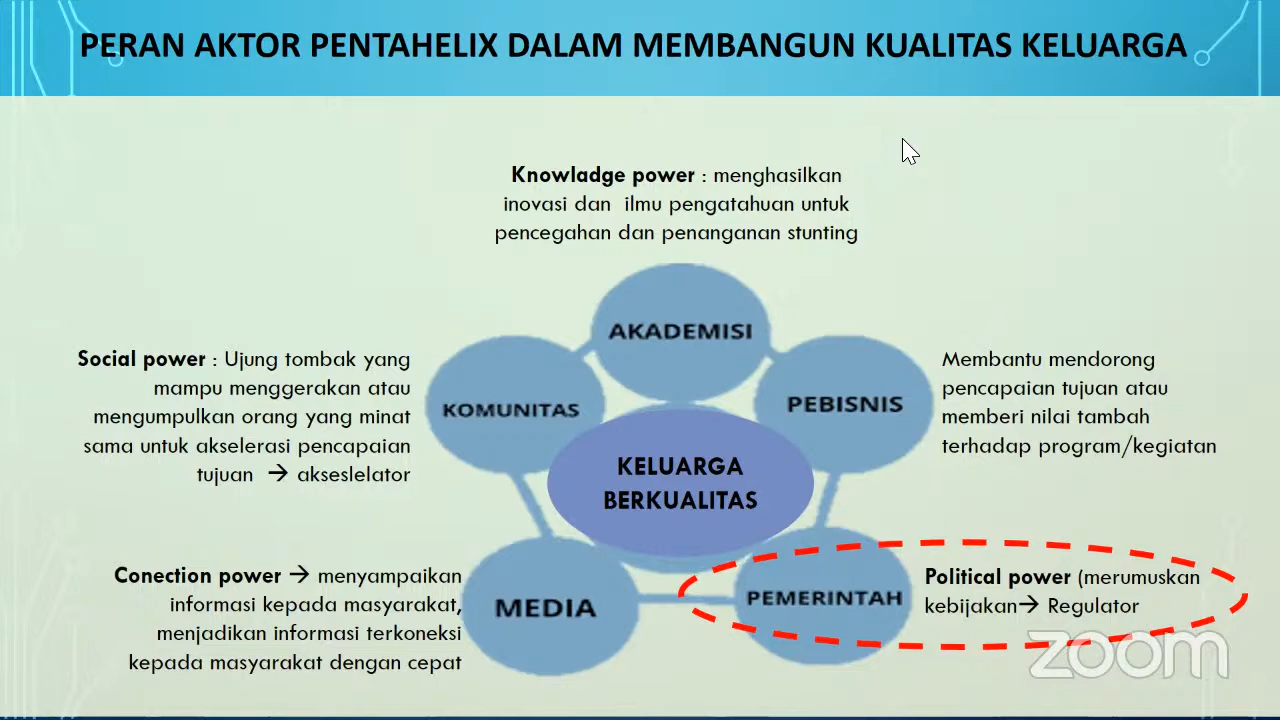 PERAN AKTOR PENTAHELIX DALAM MEMBANGUN KUALITAS KELUARGA
Knowladge power : menghasilkan
inovasi dan ilmu pengatahuan untuk
pencegahan dan penanganan stunting
AKADEMISI
Social power : Ujung tombak yang
mampu menggerakan atau
mengumpulkan orang yang minat
sama untuk akselerasi pencapaian
tujuan → akseslelator
KOMUNITAS
PEBISNIS
Membantu mendorong
pencapaian tujuan atau
memberi nilai tambah
terhadap program/kegiatan
KELUARGA
BERKUALITAS
Conection power → menyampaikan
informasi kepada masyarakat,
menjadikan informasi terkoneksi
kepada masyarakat dengan cepat
MEDIA
PEMERINTAH
Political power (merumuskan
kebijakan→ Regulator
zoom